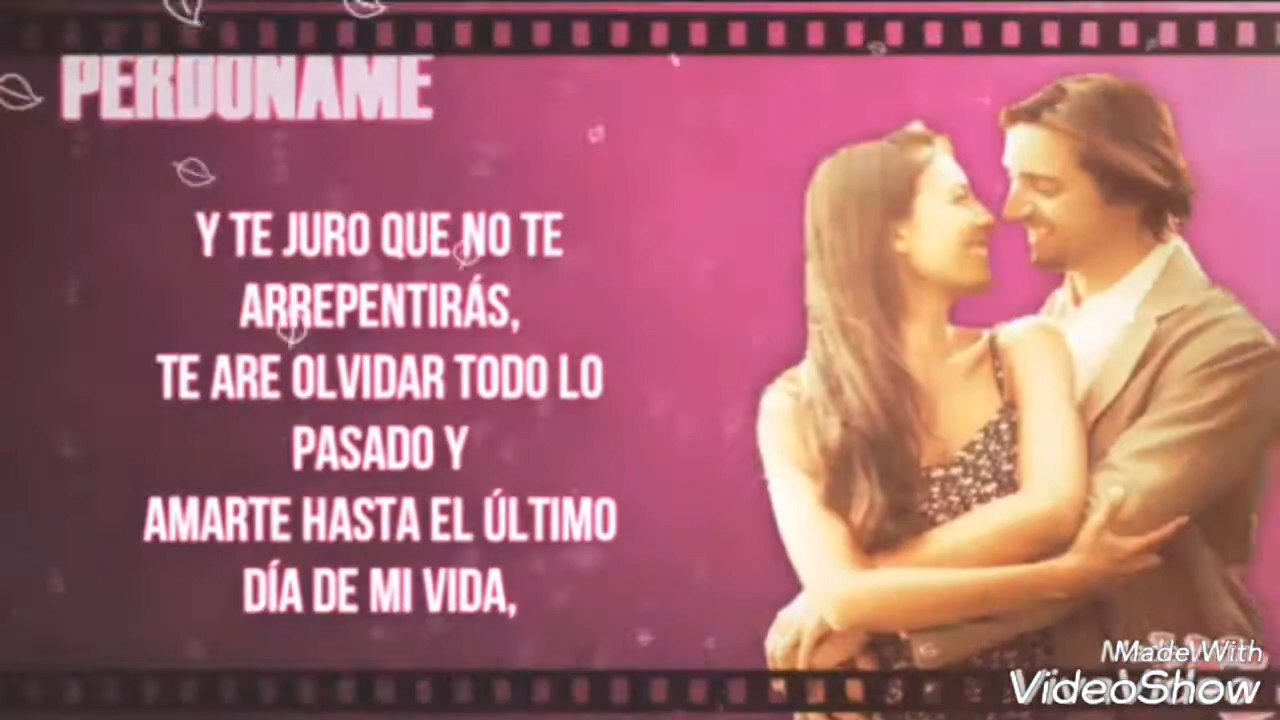 PERDONAME
Y TE JURO QUE NO TE
ARREPENTIRÁS,
TE ARE OLVIDAR TODO LO
PASADO Y
AMARTE HASTA EL ÚLTIMO
DÍA DE MI VIDA,
Made With
VideoShow